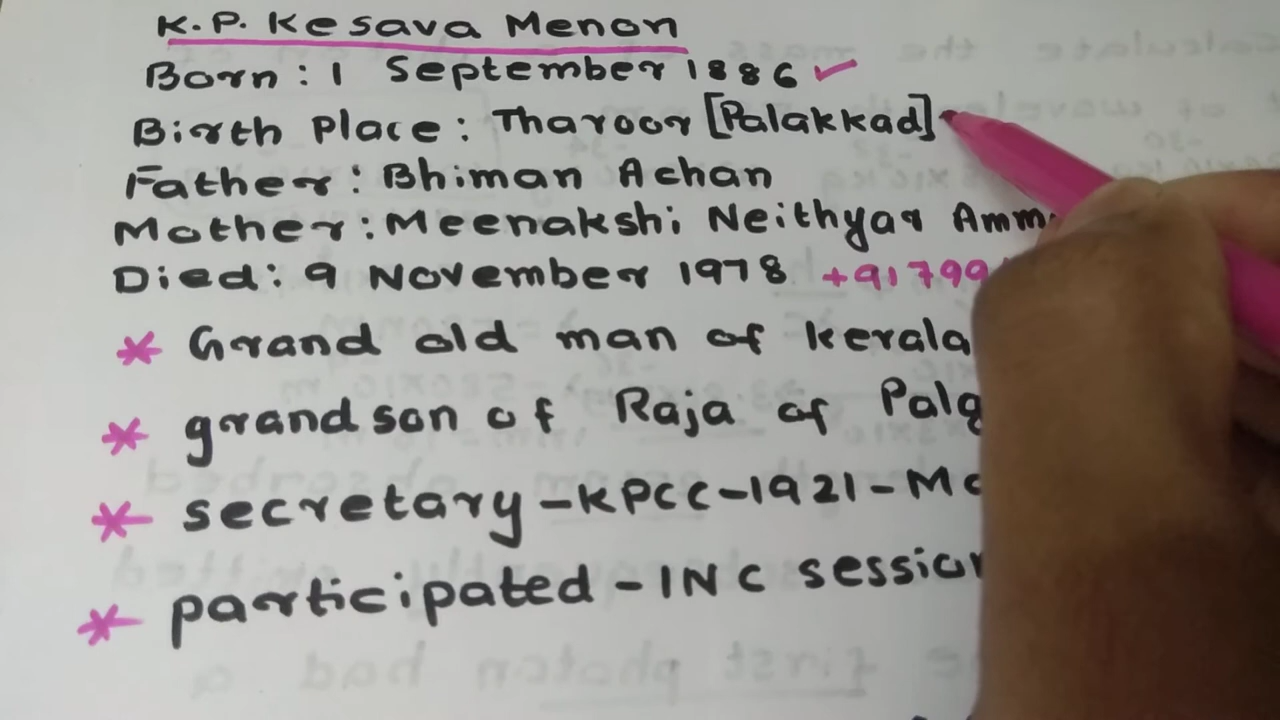 K.P. Kesava Menon
Born: 1 September 1886
Birth Place: Tharoor [Palakkad]
Father: Bhiman Achan
Mother: Meenakshi Neithyar
Died: 9 November 1978 +91799
* Grand old man of kerala
* grandson of Raja of
* secretary-KPCC-1921-
* participated-INC